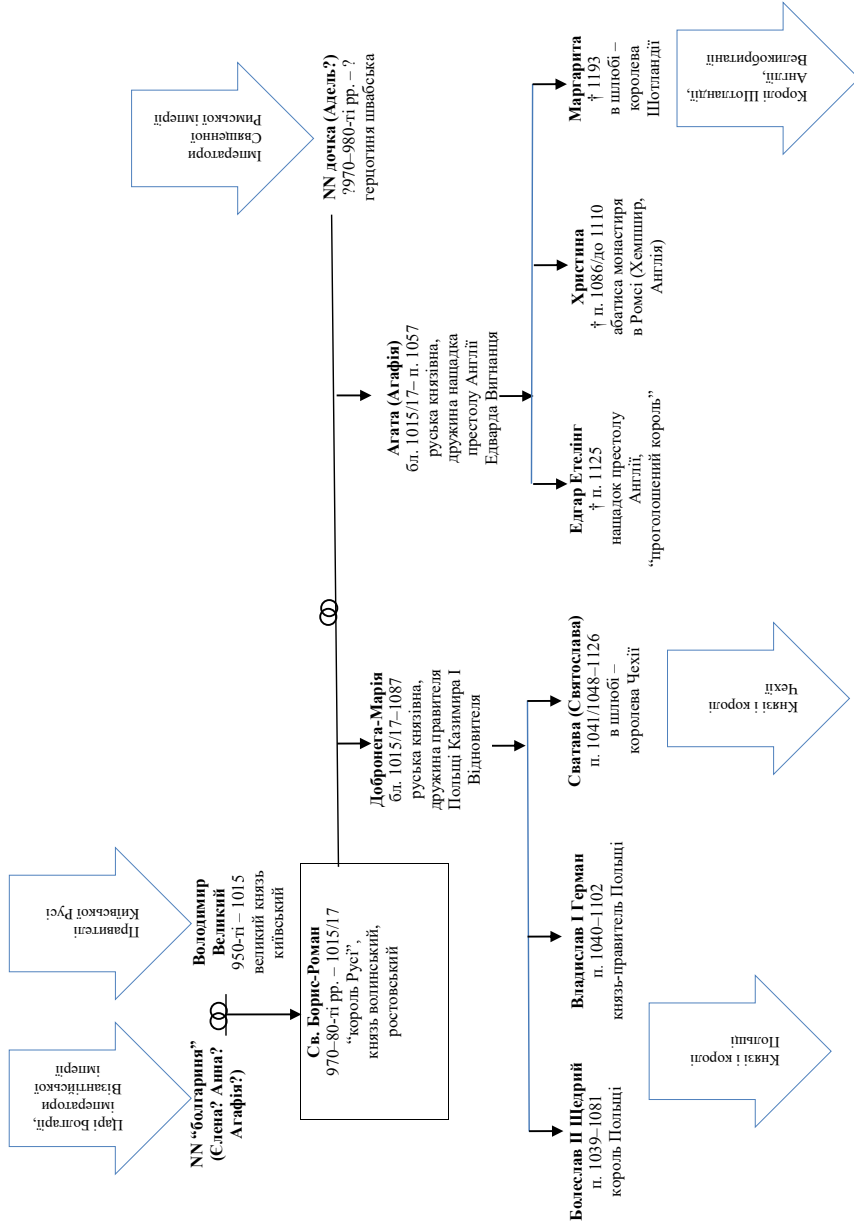 Царі Болгарії,
імператори
Візантійської
імперії
Правителі
Київської Русі
Імператори
Священної
Римської імперії
NN “болгариня”
(Єлена? Анна?
Агафія?)
Володимир
Великий
950-ті – 1015
великий князь
київський
Св. Борис-Роман
970–80-ті рр. – 1015/17
“король Русі”,
князь волинський,
ростовський
NN дочка (Адель?)
?970–980-ті рр. – ?
герцогиня швабська
Добронега-Марія
бл. 1015/17–1087
руська князівна,
дружина правителя
Польщі Казимира І
Відновителя
Агата (Агафія)
бл. 1015/17– п. 1057
руська князівна,
дружина нащадка
престолу Англії
Едварда Вигнанця
Болеслав ІІ Щедрий
п. 1039–1081
король Польщі
Владислав І Герман
п. 1040–1102
князь-правитель Польщі
Сватава (Святослава)
п. 1041/1048–1126
в шлюбі –
королева Чехії
Едгар Етелінг
† п. 1125
нащадок престолу
Англії,
“проголошений король”
Христина
† п. 1086/до 1110
абатиса монастиря
в Ромсі (Хемпшир,
Англія)
Маргарита
† 1193
в шлюбі –
королева
Шотландії
Князі і королі
Польщі
Князі і королі
Чехії
Королі Шотландії,
Англії,
Великобританії